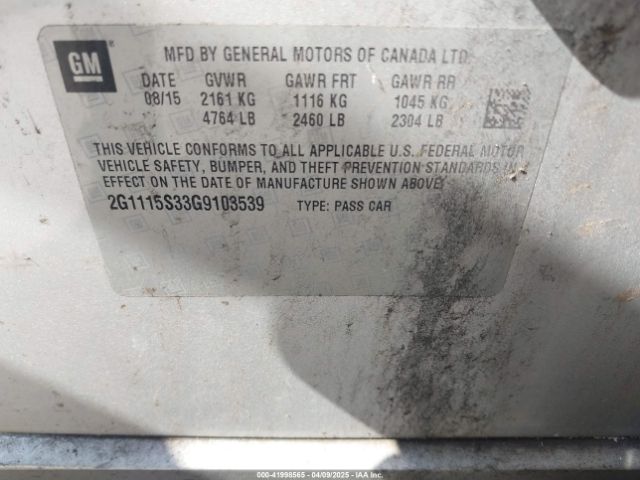 GM
MFD BY GENERAL MOTORS OF CANADA LTD
DATE GVWR GAWR FRT GAWR RR
08/15 2161 KG 1116 KG 1045 KG
4764 LB 2460 LB 2304 LB
THIS VEHICLE CONFORMS TO ALL APPLICABLE U.S. FEDERAL MOTOR
VEHICLE SAFETY, BUMPER, AND THEFT PREVENTION STANDARDS IN
EFFECT ON THE DATE OF MANUFACTURE SHOWN ABOVE
2G1115S33G9103539 TYPE: PASS CAR
000-41998565 - 04/09/2025 - IAAI.COM